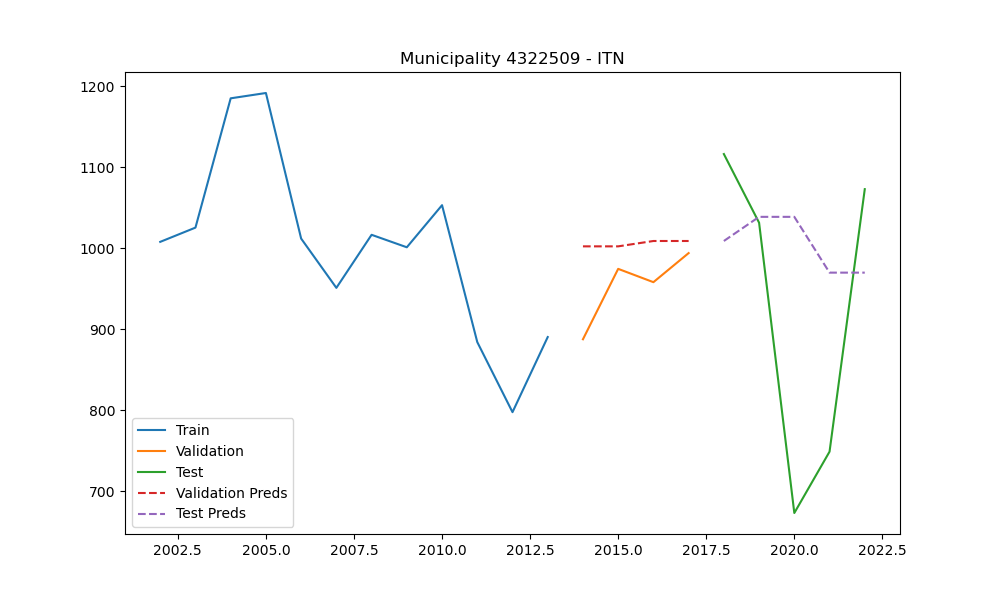 Municipality 4322509 - ITN
1200
1100
1000
900
800
700
Train
Validation
Test
Validation Preds
Test Preds
2002.5 2005.0 2007.5 2010.0 2012.5 2015.0 2017.5 2020.0 2022.5